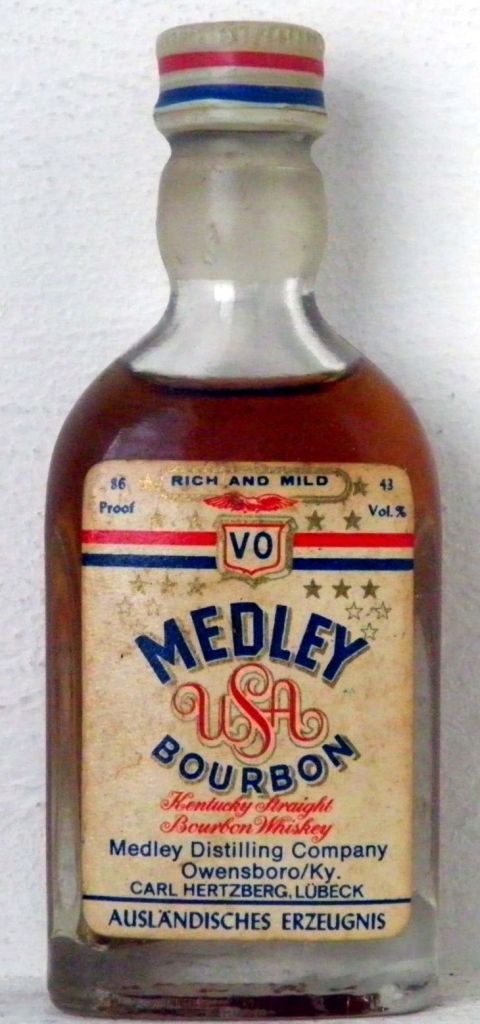 RICH AND MILD
86 Proof
43 Vol.%
VO
MEDLEY
USA
BOURBON
Kentucky Straight
Bourbon Whiskey
Medley Distilling Company
Owensboro/Ky.
CARL HERTZBERG, LÜBECK
AUSLÄNDISCHES ERZEUGNIS